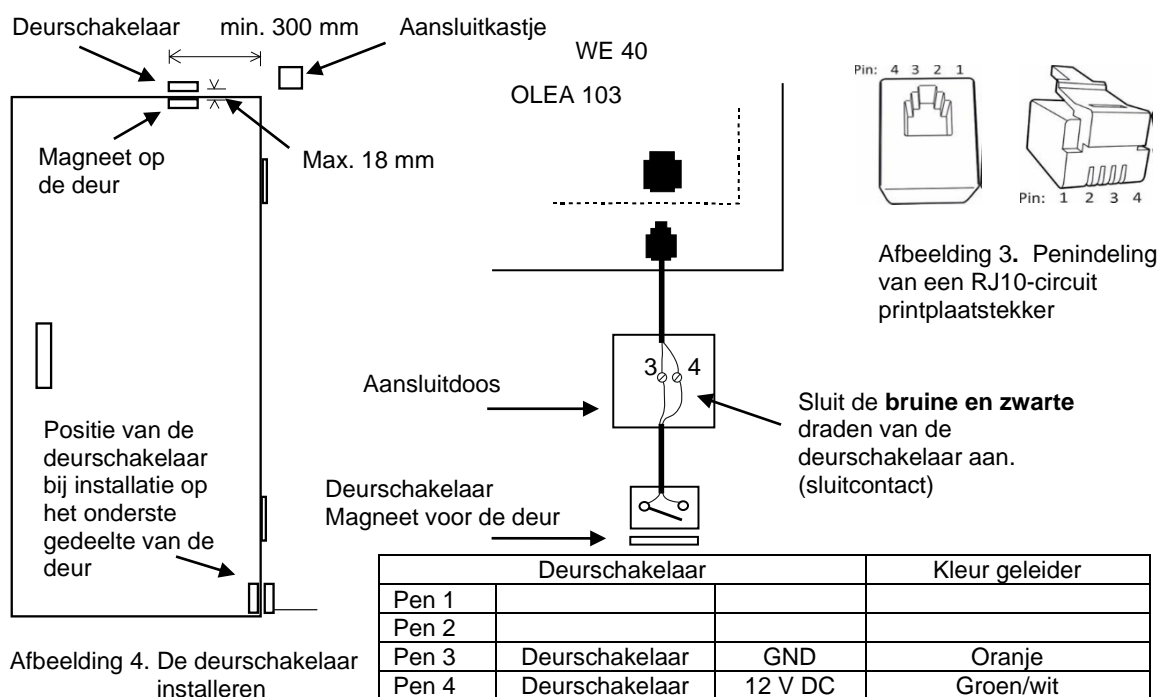 Deurschakelaar
min. 300 mm
Aansluitkastje
Magneet op
de deur
Max. 18 mm
Positie van de
deurschakelaar
bij installatie op
het onderste
gedeelte van de
deur
Afbeelding 4. De deurschakelaar
installeren
WE 40
OLEA 103
Aansluitdoos
3 4
Sluit de bruine en zwarte
draden van de
deurschakelaar aan.
(sluitcontact)
Deurschakelaar
Magneet voor de deur
Pin: 4 3 2 1
Pin: 1 2 3 4
Afbeelding 3. Penindeling
van een RJ10-circuit
printplaatstekker
Deurschakelaar Kleur geleider
Pen 1
Pen 2
Pen 3 Deurschakelaar GND Oranje
Pen 4 Deurschakelaar 12 V DC Groen/wit